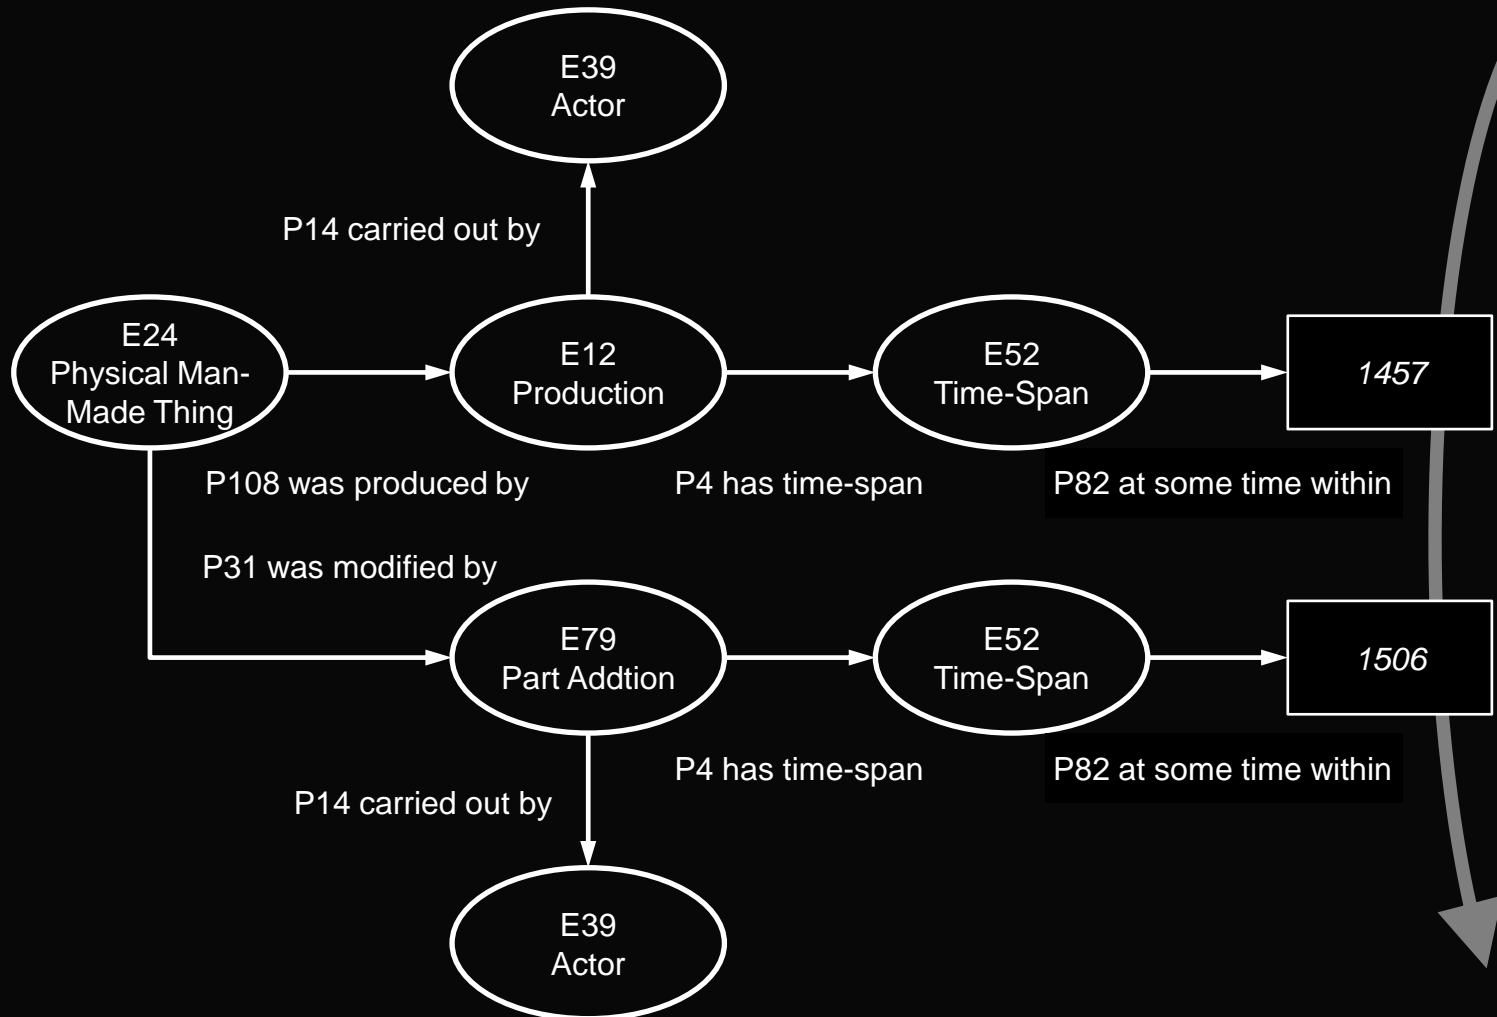 E39
Actor
P14 carried out by
E24
Physical Man-
Made Thing
E12
Production
E52
Time-Span
1457
P108 was produced by
P4 has time-span
P82 at some time within
P31 was modified by
E79
Part Addtion
E52
Time-Span
1506
P4 has time-span
P82 at some time within
P14 carried out by
E39
Actor